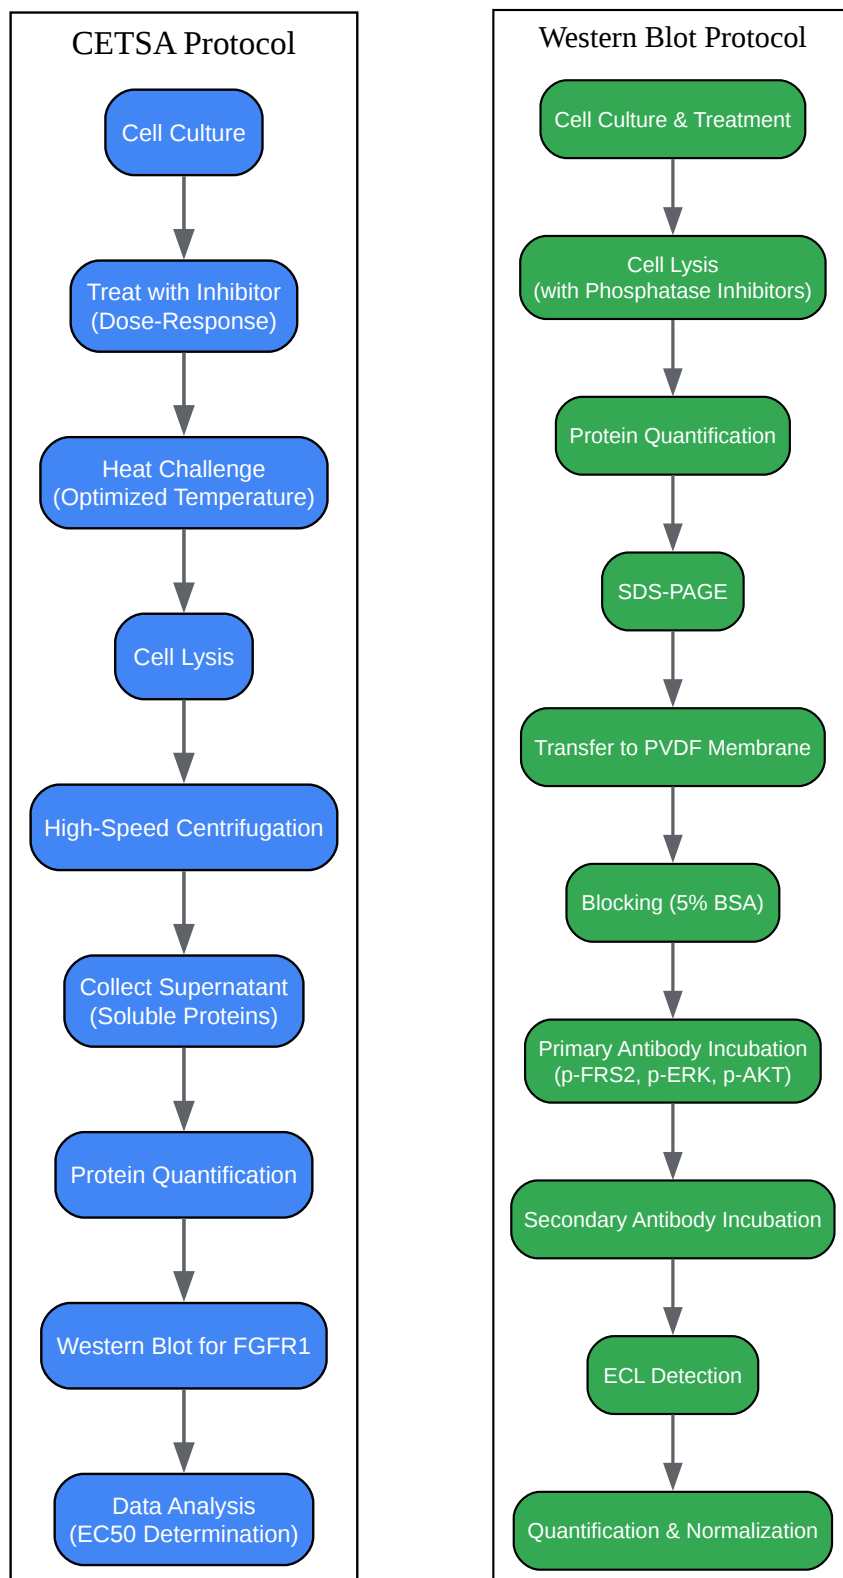 CETSA Protocol
Cell Culture
Treat with Inhibitor
(Dose-Response)
Heat Challenge
(Optimized Temperature)
Cell Lysis
High-Speed Centrifugation
Collect Supernatant
(Soluble Proteins)
Protein Quantification
Western Blot for FGFR1
Data Analysis
(EC50 Determination)
Western Blot Protocol
Cell Culture & Treatment
Cell Lysis
(with Phosphatase Inhibitors)
Protein Quantification
SDS-PAGE
Transfer to PVDF Membrane
Blocking (5% BSA)
Primary Antibody Incubation
(p-FRS2, p-ERK, p-AKT)
Secondary Antibody Incubation
ECL Detection
Quantification & Normalization